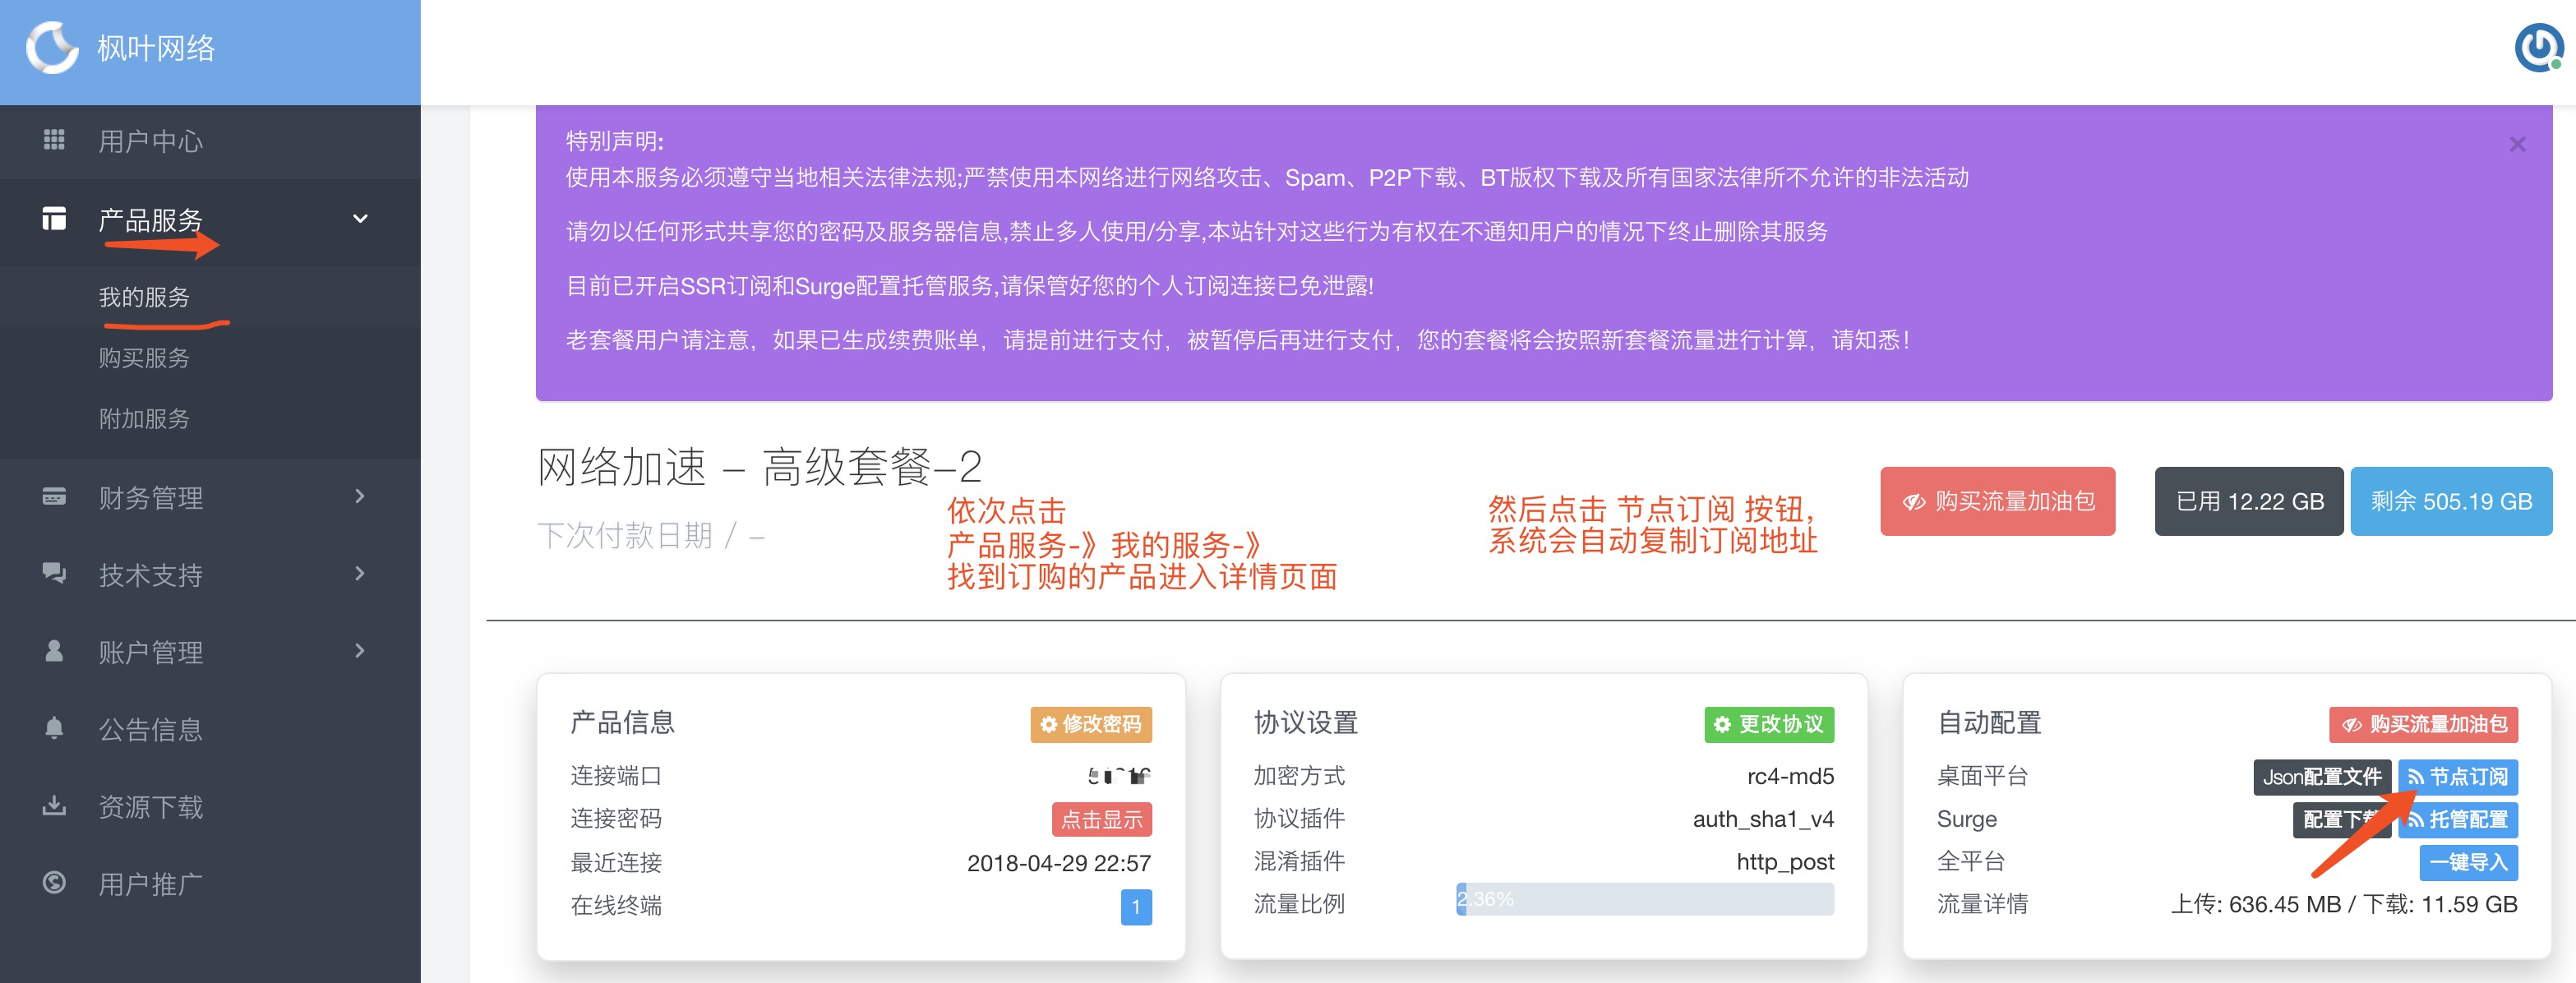 枫叶网络
用户中心
产品服务
我的服务
购买服务
附加服务
财务管理
技术支持
账户管理
公告信息
资源下载
用户推广
特别声明:
使用本服务必须遵守当地相关法律法规;严禁使用本网络进行网络攻击、Spam、P2P下载、BT版权下载及所有国家法律所不允许的非法活动
请勿以任何形式共享您的密码及服务器信息,禁止多人使用/分享,本站针对这些行为有权在不通知用户的情况下终止删除其服务
目前已开启SSR订阅和Surge配置托管服务,请保管好您的个人订阅连接已免泄露!
老套餐用户请注意，如果已生成续费账单，请提前进行支付，被暂停后再进行支付，您的套餐将会按照新套餐流量进行计算，请知悉！
网络加速 – 高级套餐-2
下次付款日期 / –
依次点击
产品服务-》我的服务-》
找到订购的产品进入详情页面
然后点击 节点订阅 按钮，
系统会自动复制订阅地址
购买流量加油包
已用 12.22 GB
剩余 505.19 GB
产品信息
修改密码
连接端口
连接密码
点击显示
最近连接
2018-04-29 22:57
在线终端
1
协议设置
更改协议
加密方式
rc4-md5
协议插件
auth_sha1_v4
混淆插件
http_post
流量比例
2.36%
自动配置
购买流量加油包
桌面平台
Json配置文件
节点订阅
Surge
配置下载
托管配置
全平台
一键导入
流量详情
上传: 636.45 MB / 下载: 11.59 GB